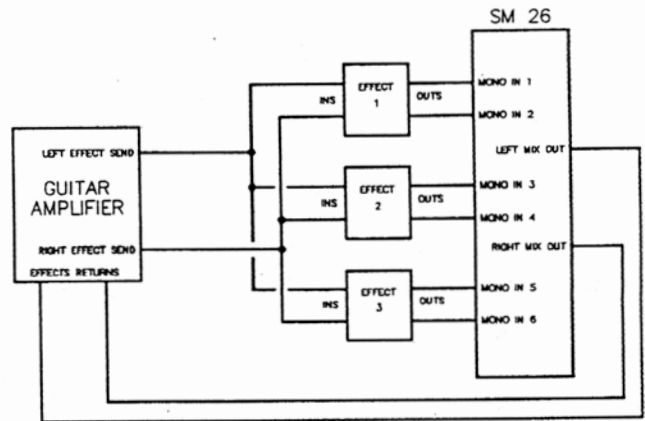 SM 26
EFFECT
1
INS
OUTS
MONO IN 1
MONO IN 2
LEFT EFFECT SEND
LEFT MIX OUT
GUITAR
AMPLIFIER
EFFECT
2
INS
OUTS
MONO IN 3
MONO IN 4
RIGHT EFFECT SEND
RIGHT MIX OUT
EFFECTS RETURNS
EFFECT
3
INS
OUTS
MONO IN 5
MONO IN 6